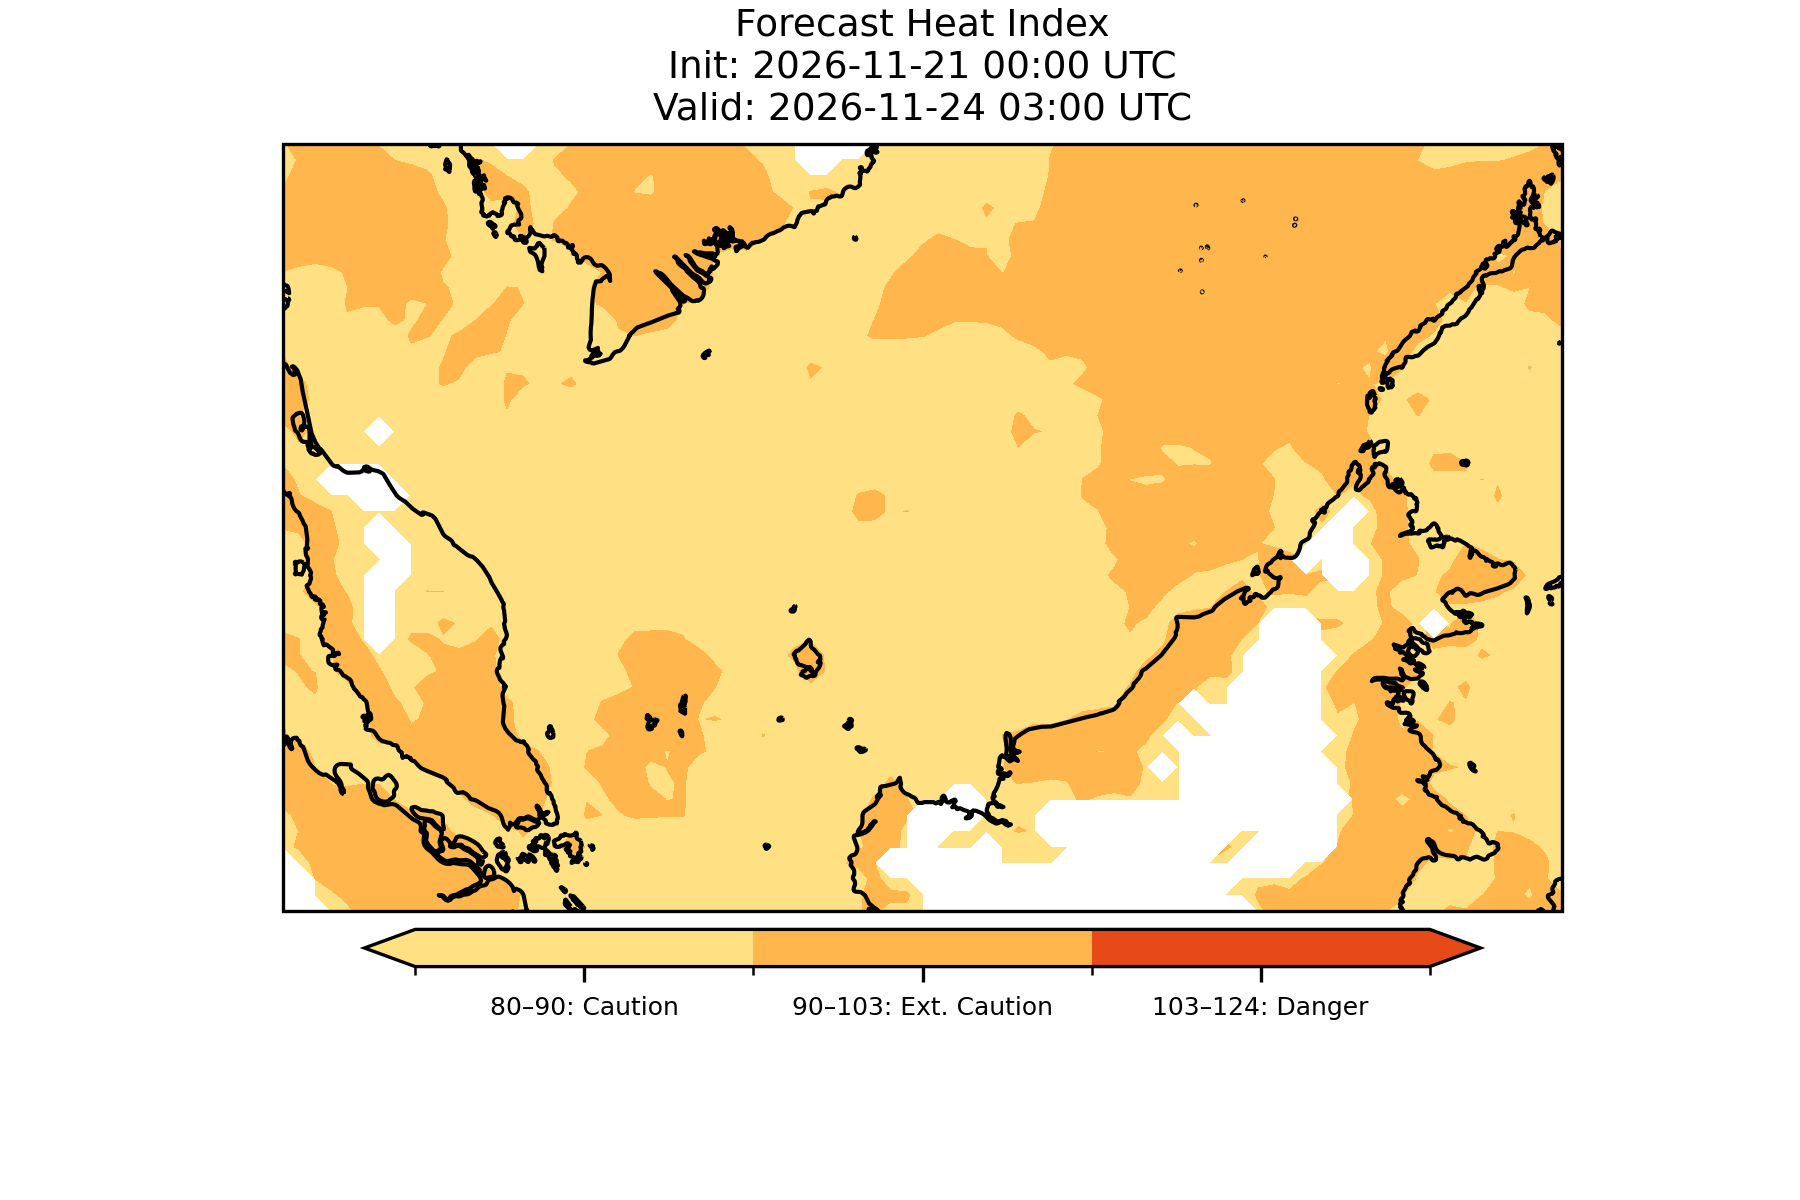 Forecast Heat Index
Init: 2026-11-21 00:00 UTC
Valid: 2026-11-24 03:00 UTC
80–90: Caution
90–103: Ext. Caution
103–124: Danger